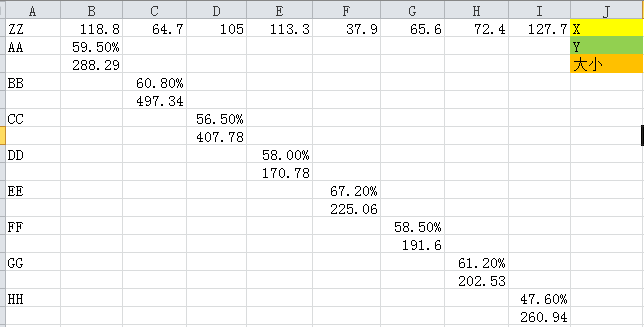 A B C D E F G H I J
ZZ 118.8 64.7 105 113.3 37.9 65.6 72.4 127.7 X
AA 59.50% Y
288.29 大小
BB 60.80%
497.34
CC 56.50%
407.78
DD 58.00%
170.78
EE 67.20%
225.06
FF 58.50%
191.6
GG 61.20%
202.53
HH 47.60%
260.94